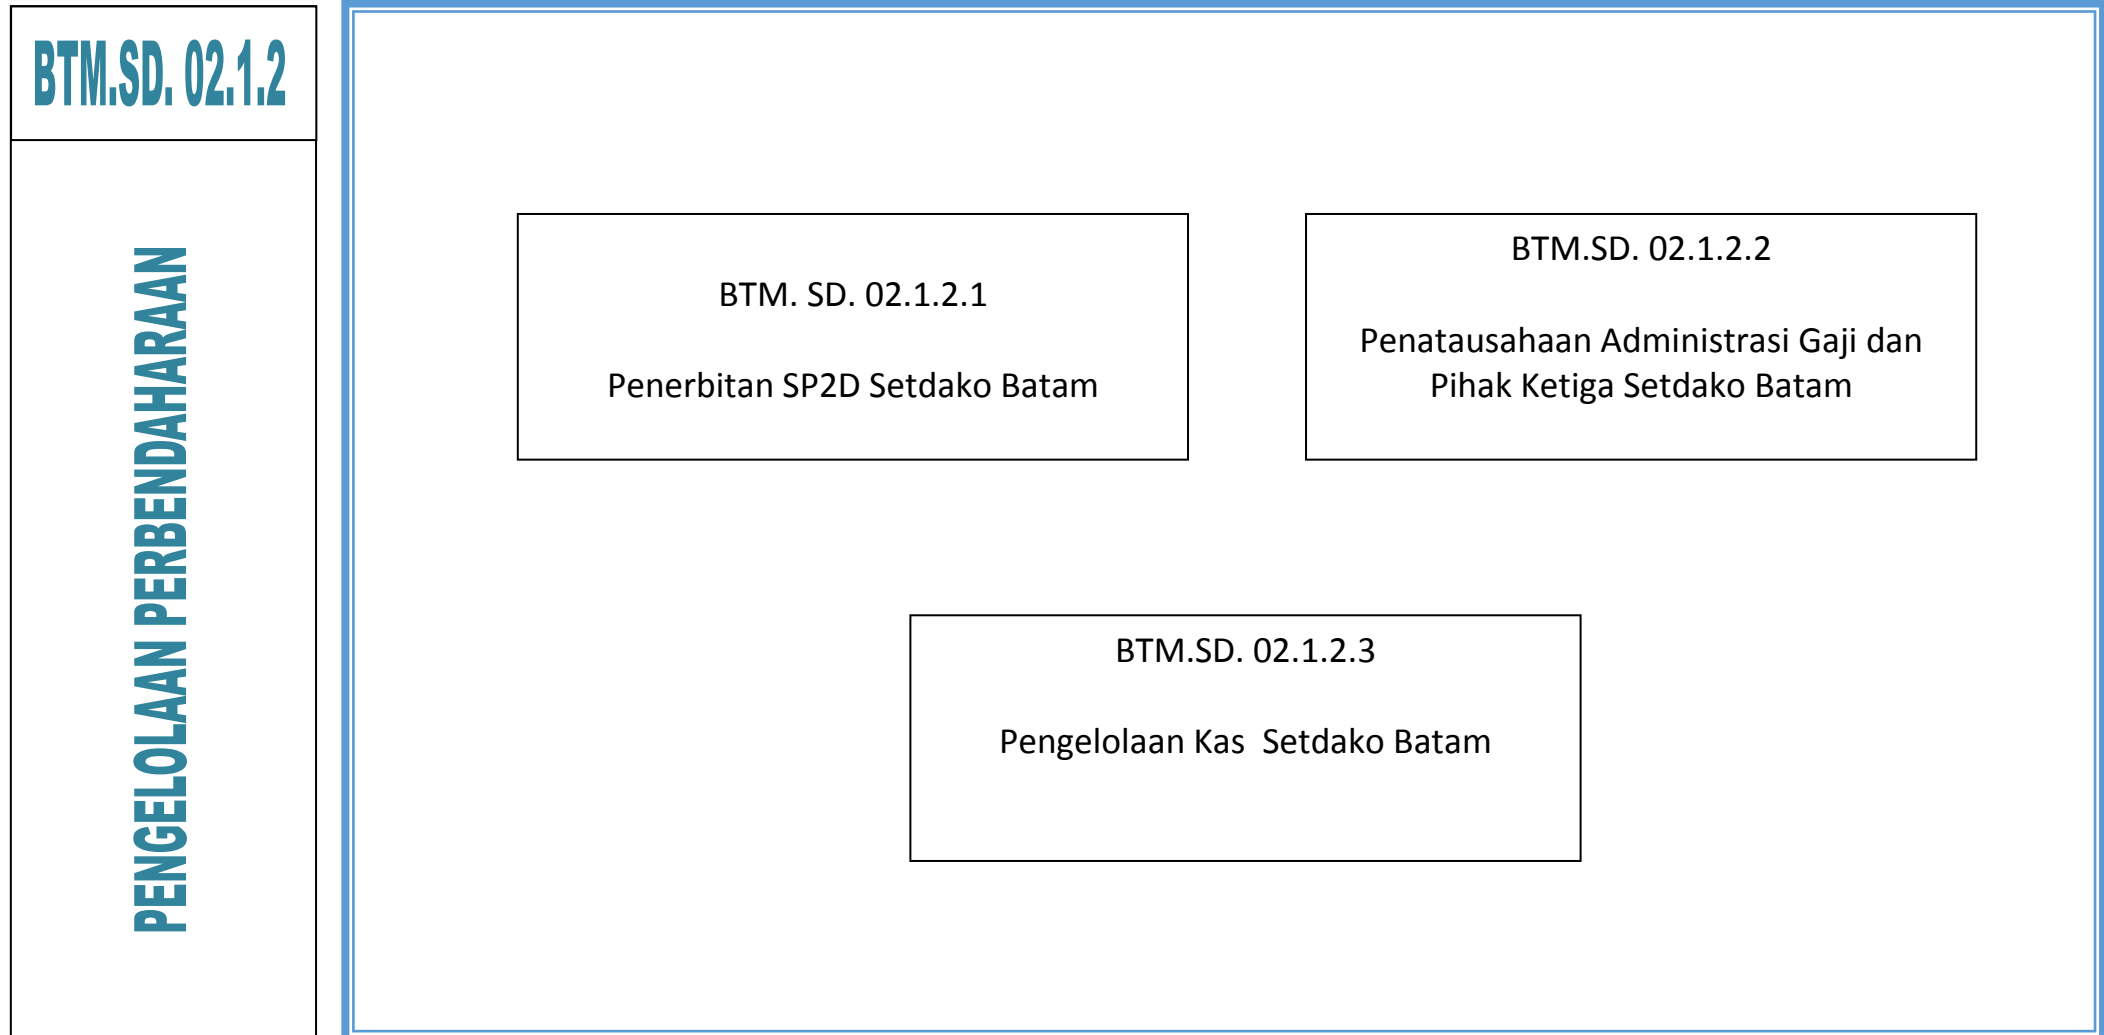 BTM.SD. 02.1.2
PENGELOLAAN PERBENDAHARAAN
BTM. SD. 02.1.2.1
Penerbitan SP2D Setdako Batam
BTM.SD. 02.1.2.2
Penatausahaan Administrasi Gaji dan
Pihak Ketiga Setdako Batam
BTM.SD. 02.1.2.3
Pengelolaan Kas  Setdako Batam